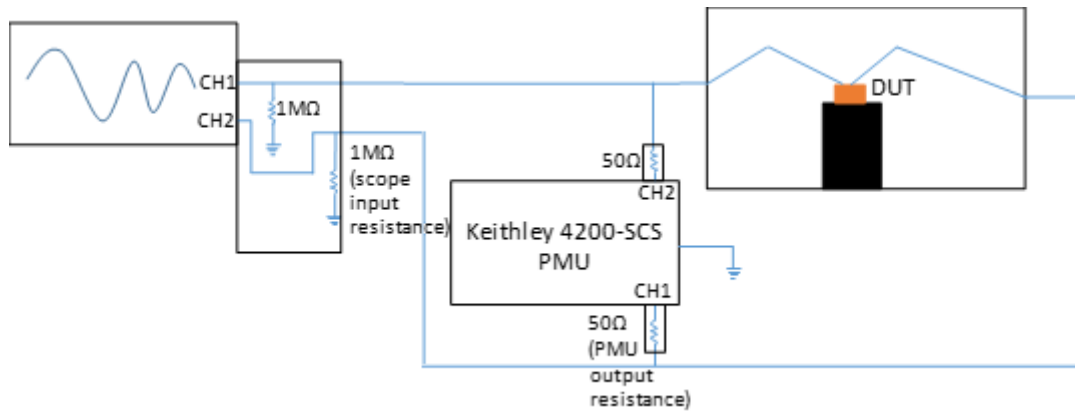 CH1
1MΩ
CH2
1MΩ
(scope
input
resistance)
50Ω
CH2
Keithley 4200-SCS
PMU
CH1
50Ω
(PMU
output
resistance)
DUT